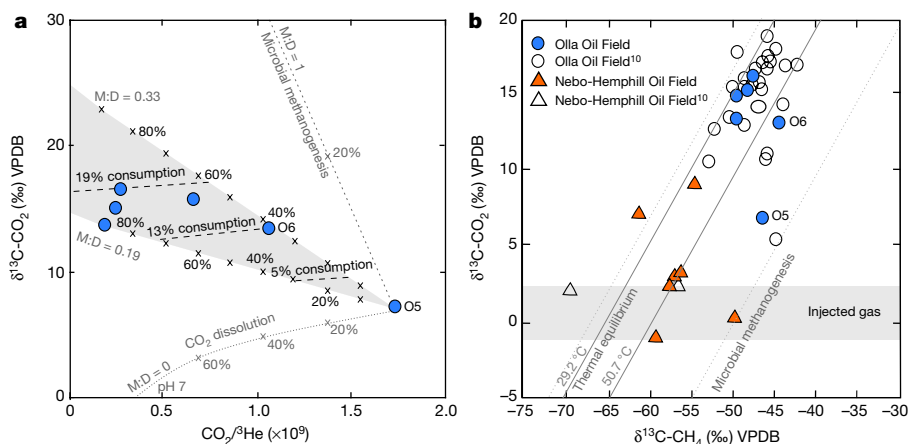 a
δ¹³C-CO₂ (‰) VPDB
30
20
10
0
0
0.5
1.0
1.5
2.0
CO₂/³He (×10⁹)
M:D = 1
Microbial methanogenesis
20%
M:D = 0.33
80%
60%
40%
19% consumption
13% consumption
O6
5% consumption
80%
60%
40%
20%
M:D = 0.19
O5
CO₂ dissolution
20%
40%
60%
M:D = 0
pH 7
b
δ¹³C-CO₂ (‰) VPDB
20
15
10
5
0
−5
−75
−70
−65
−60
−55
−50
−45
−40
−35
−30
δ¹³C-CH₄ (‰) VPDB
Olla Oil Field
Olla Oil Field¹⁰
Nebo-Hemphill Oil Field
Nebo-Hemphill Oil Field¹⁰
O6
O5
Injected gas
29.2 °C
Thermal equilibrium
50.7 °C
Microbial methanogenesis